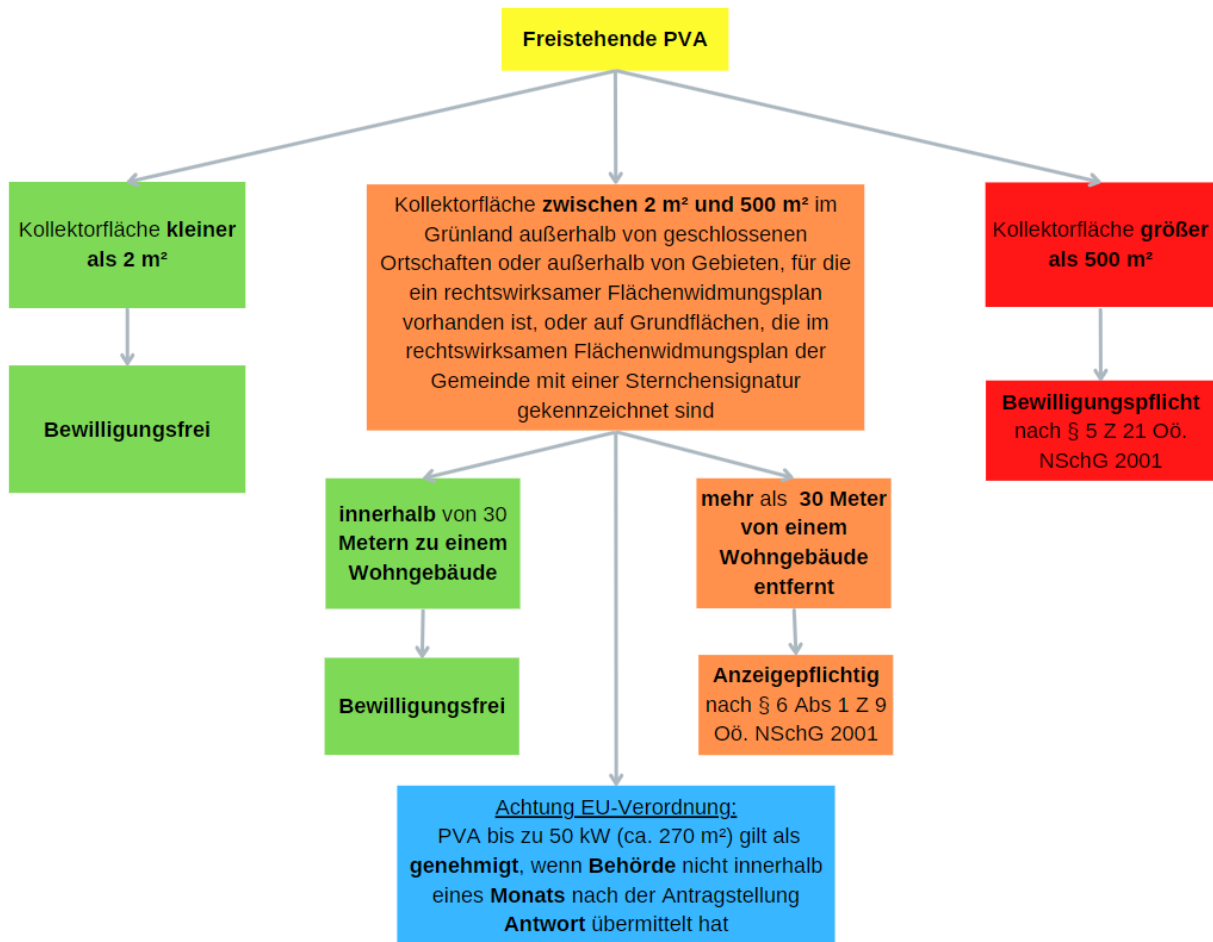 Freistehende PVA
Kollektorfläche kleiner
als 2 m²
Bewilligungsfrei
Kollektorfläche zwischen 2 m² und 500 m² im
Grünland außerhalb von geschlossenen
Ortschaften oder außerhalb von Gebieten, für die
ein rechtswirksamer Flächenwidmungsplan
vorhanden ist, oder auf Grundflächen, die im
rechtswirksamen Flächenwidmungsplan der
Gemeinde mit einer Sternchensignatur
gekennzeichnet sind
Kollektorfläche größer
als 500 m²
Bewilligungspflicht
nach § 5 Z 21 Oö.
NSchG 2001
innerhalb von 30
Metern zu einem
Wohngebäude
Bewilligungsfrei
mehr als 30 Meter
von einem
Wohngebäude
entfernt
Anzeigepflichtig
nach § 6 Abs 1 Z 9
Oö. NSchG 2001
Achtung EU-Verordnung:
PVA bis zu 50 kW (ca. 270 m²) gilt als
genehmigt, wenn Behörde nicht innerhalb
eines Monats nach der Antragstellung
Antwort übermittelt hat